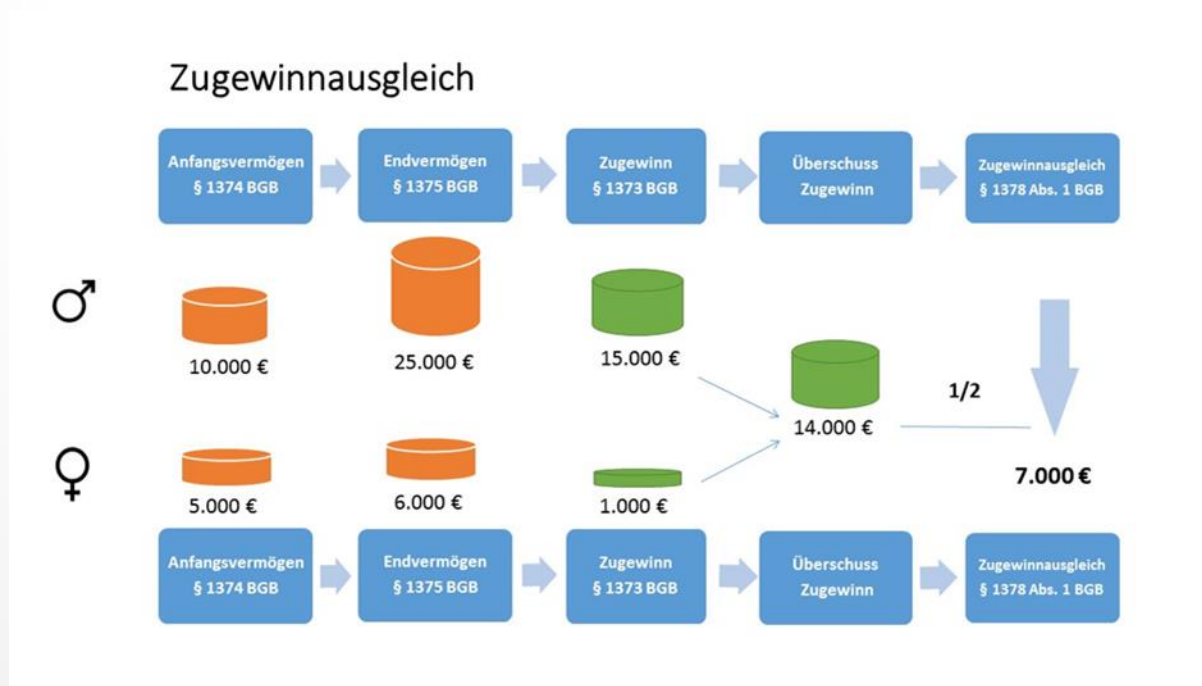 Zugewinnausgleich
Anfangsvermögen
§ 1374 BGB
Endvermögen
§ 1375 BGB
Zugewinn
§ 1373 BGB
Überschuss
Zugewinn
Zugewinnausgleich
§ 1378 Abs. 1 BGB
10.000 €
25.000 €
15.000 €
1/2
14.000 €
7.000 €
5.000 €
6.000 €
1.000 €
Anfangsvermögen
§ 1374 BGB
Endvermögen
§ 1375 BGB
Zugewinn
§ 1373 BGB
Überschuss
Zugewinn
Zugewinnausgleich
§ 1378 Abs. 1 BGB